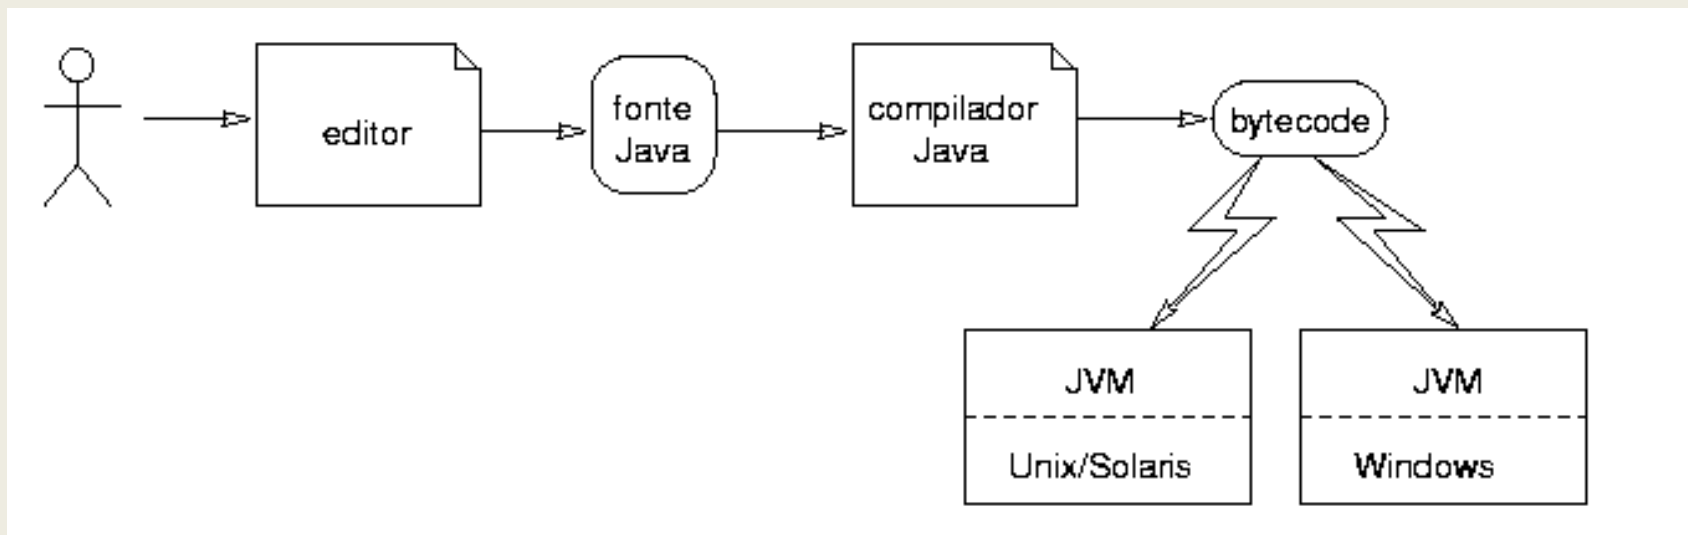 editor
fonte
Java
compilador
Java
bytecode
JVM
Unix/Solaris
JVM
Windows